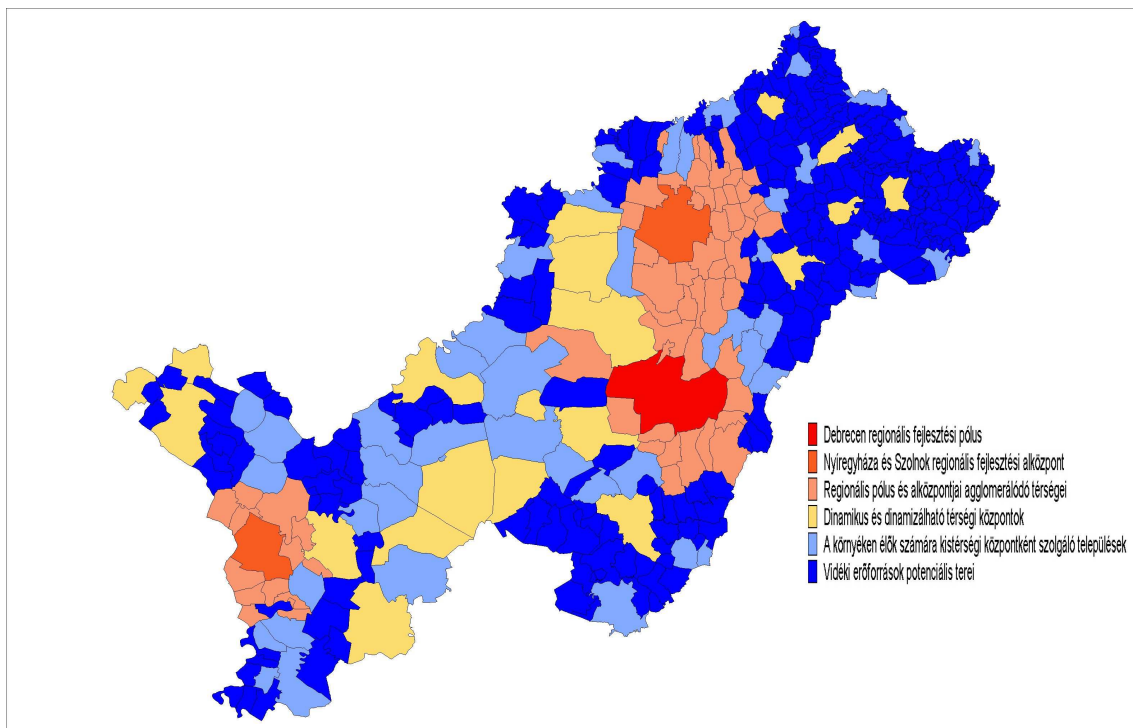 Debrecen regionális fejlesztési pólus
Nyíregyháza és Szolnok regionális fejlesztési alközpont
Regionális pólus és alközpontjai agglomerálódó térségei
Dinamikus és dinamizálható térségi központok
A környéken élők számára kistérségi központként szolgáló települések
Vidéki erőforrások potenciális terei